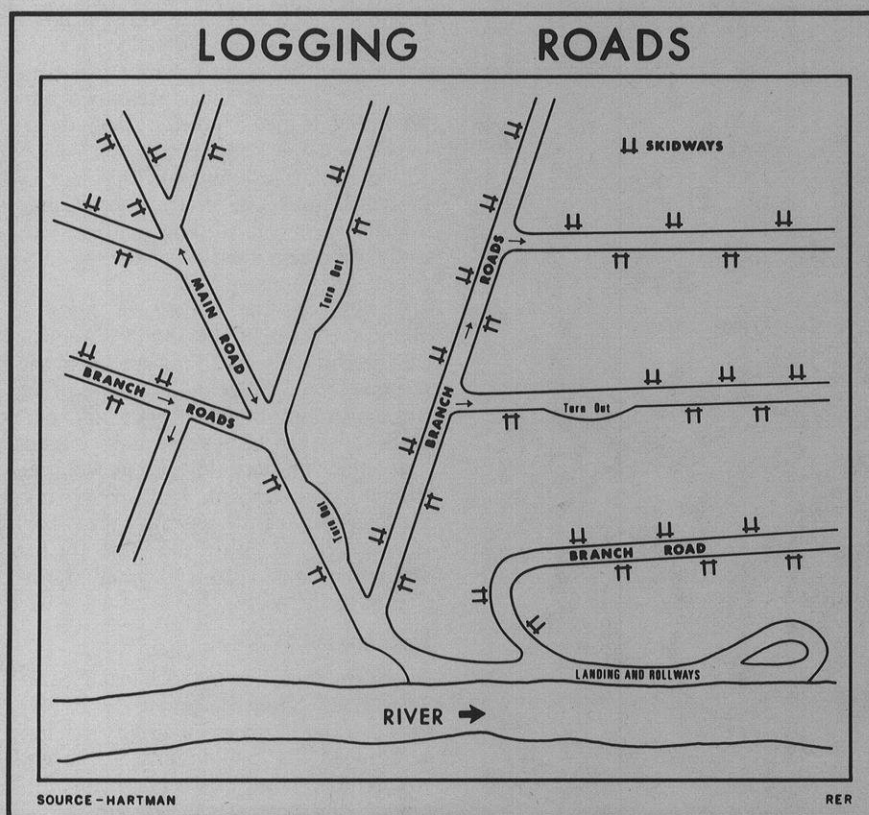 LOGGING ROADS
SKIDWAYS
ROADS
Turn Out
MAIN ROAD
BRANCH ROADS
BRANCH
Turn Out
Turn Out
BRANCH ROAD
LANDING AND ROLLWAYS
RIVER
SOURCE - HARTMAN
RER